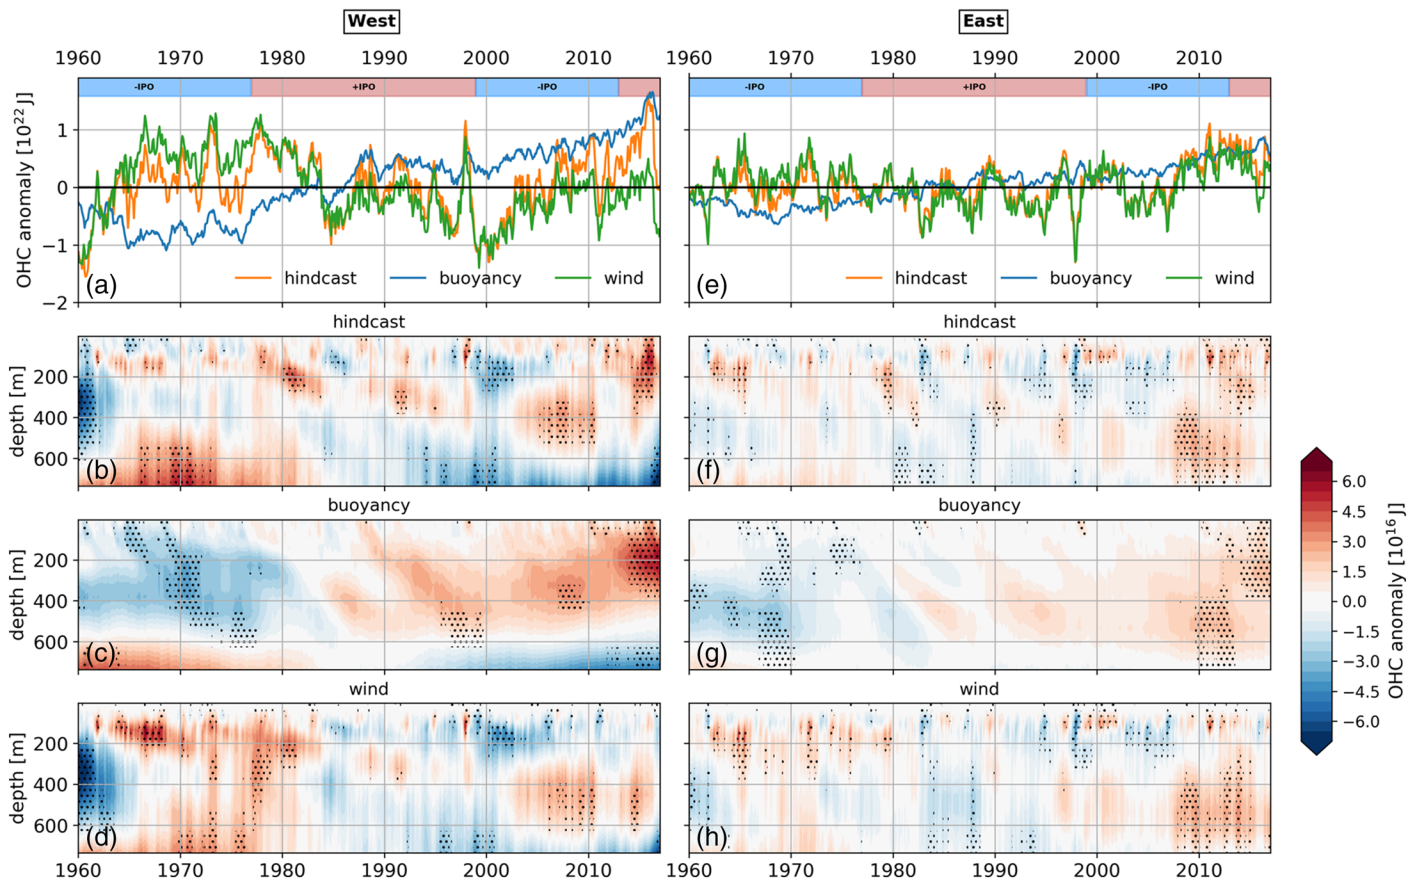 West
East
1960 1970 1980 1990 2000 2010
1960 1970 1980 1990 2000 2010
-IPO +IPO -IPO
-IPO +IPO -IPO
OHC anomaly [10²² J]
1
0
−1
−2
(a) hindcast buoyancy wind
(e) hindcast buoyancy wind
hindcast
hindcast
depth [m]
200
400
600
(b)
(f)
buoyancy
buoyancy
depth [m]
200
400
600
(c)
(g)
wind
wind
depth [m]
200
400
600
(d)
(h)
1960 1970 1980 1990 2000 2010
1960 1970 1980 1990 2000 2010
6.0
4.5
3.0
1.5
0.0
−1.5
−3.0
−4.5
−6.0
OHC anomaly [10¹⁶ J]